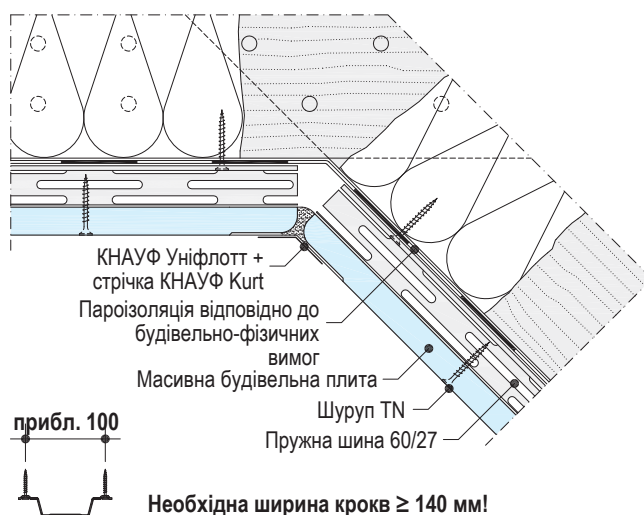 КНАУФ Уніфлотт +
стрічка КНАУФ Kurt
Пароізоляція відповідно до
будівельно-фізичних
вимог
Масивна будівельна плита
Шуруп TN
Пружна шина 60/27
прибл. 100
Необхідна ширина крокв ≥ 140 мм!